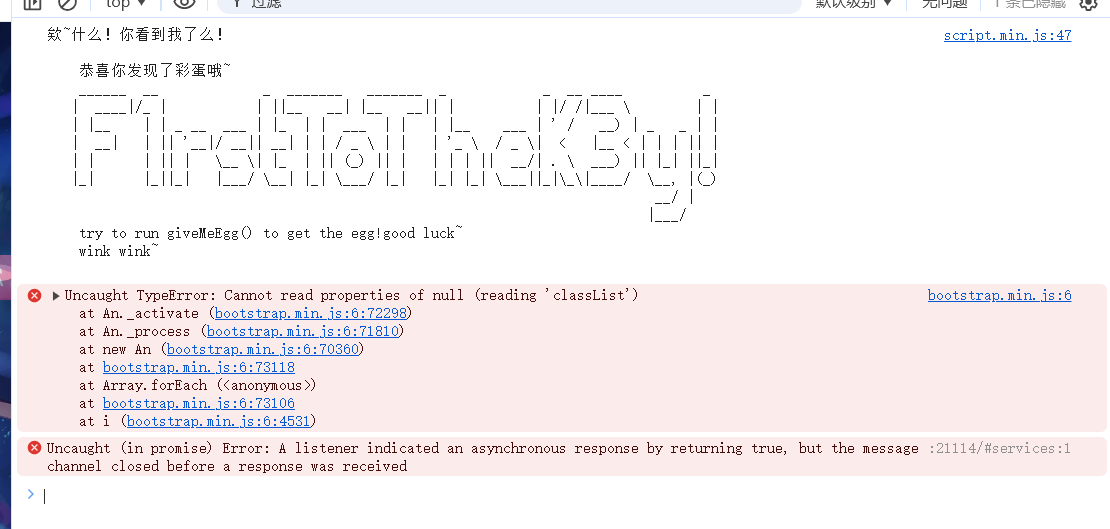 top
过滤
默认级别
无问题
1 条已隐藏
欸~什么！你看到我了么！
script.min.js:47
恭喜你发现了彩蛋哦~
F1rstToTheK3y!
try to run giveMeEgg() to get the egg!good luck~
wink wink~
Uncaught TypeError: Cannot read properties of null (reading 'classList')
bootstrap.min.js:6
at An._activate (bootstrap.min.js:6:72298)
at An._process (bootstrap.min.js:6:71810)
at new An (bootstrap.min.js:6:70360)
at bootstrap.min.js:6:73118
at Array.forEach (<anonymous>)
at bootstrap.min.js:6:73106
at i (bootstrap.min.js:6:4531)
Uncaught (in promise) Error: A listener indicated an asynchronous response by returning true, but the message
:21114/#services:1
channel closed before a response was received